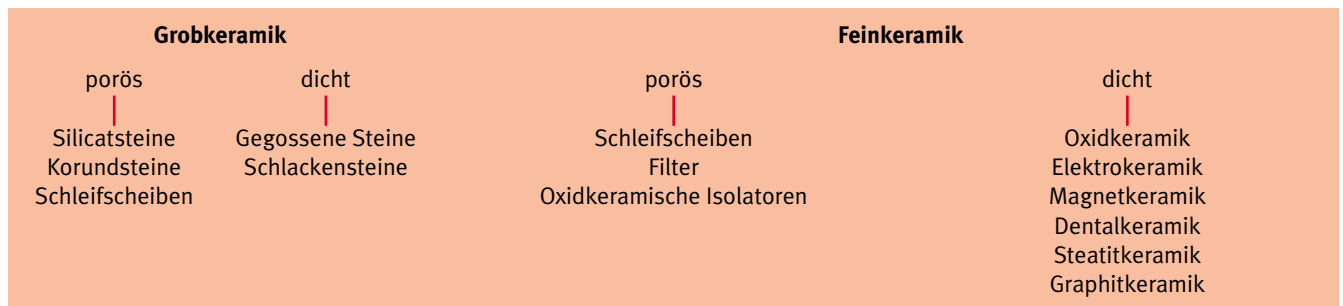 Grobkeramik Feinkeramik
porös dicht porös dicht
Silicatsteine Gegossene Steine Schleifscheiben Oxidkeramik
Korundsteine Schlackensteine Filter Elektrokeramik
Schleifscheiben Oxidkeramische Isolatoren Magnetkeramik
Dentalkeramik
Steatitkeramik
Graphitkeramik